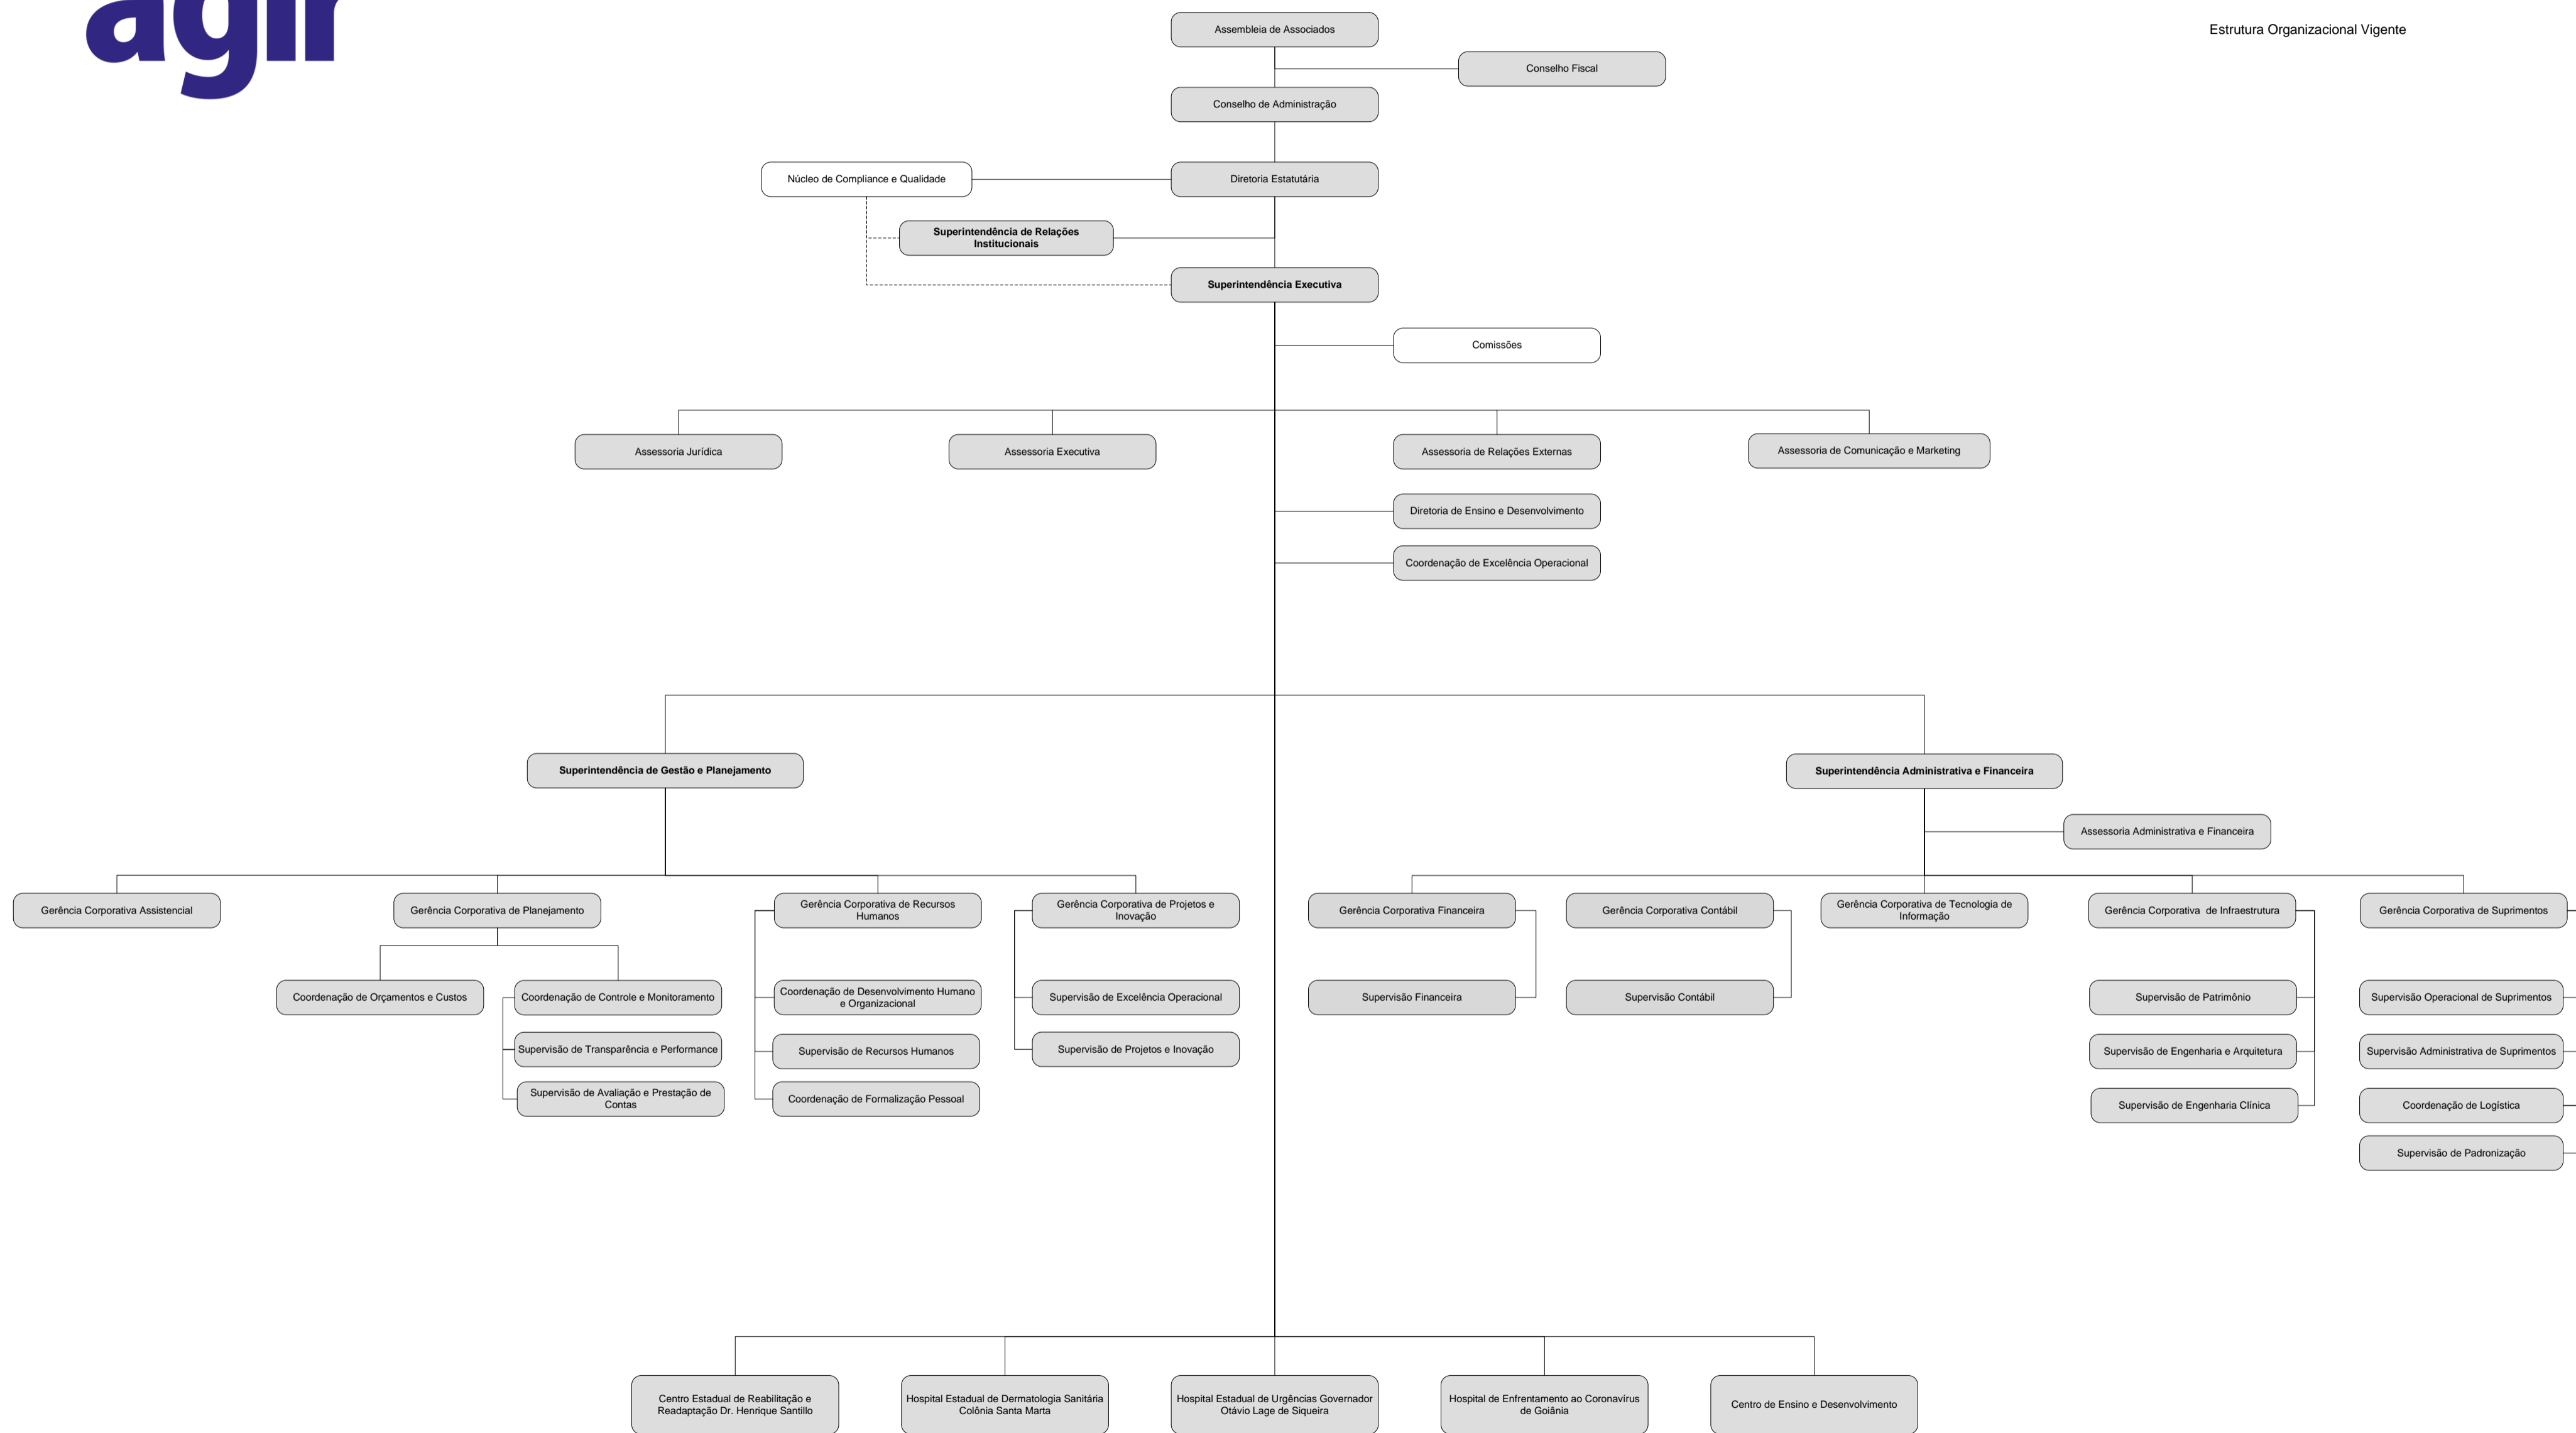 agir
Estrutura Organizacional Vigente
Assembleia de Associados
Conselho Fiscal
Conselho de Administração
Núcleo de Compliance e Qualidade
Diretoria Estatutária
Superintendência de Relações
Institucionais
Superintendência Executiva
Comissões
Assessoria Jurídica
Assessoria Executiva
Assessoria de Relações Externas
Assessoria de Comunicação e Marketing
Diretoria de Ensino e Desenvolvimento
Coordenação de Excelência Operacional
Superintendência de Gestão e Planejamento
Superintendência Administrativa e Financeira
Assessoria Administrativa e Financeira
Gerência Corporativa Assistencial
Gerência Corporativa de Planejamento
Gerência Corporativa de Recursos
Humanos
Gerência Corporativa de Projetos e
Inovação
Gerência Corporativa Financeira
Gerência Corporativa Contábil
Gerência Corporativa de Tecnologia de
Informação
Gerência Corporativa  de Infraestrutura
Gerência Corporativa de Suprimentos
Coordenação de Orçamentos e Custos
Coordenação de Controle e Monitoramento
Coordenação de Desenvolvimento Humano
e Organizacional
Supervisão de Excelência Operacional
Supervisão Financeira
Supervisão Contábil
Supervisão de Patrimônio
Supervisão Operacional de Suprimentos
Supervisão de Transparência e Performance
Supervisão de Recursos Humanos
Supervisão de Projetos e Inovação
Supervisão de Engenharia e Arquitetura
Supervisão Administrativa de Suprimentos
Supervisão de Avaliação e Prestação de
Contas
Coordenação de Formalização Pessoal
Supervisão de Engenharia Clínica
Coordenação de Logística
Supervisão de Padronização
Centro Estadual de Reabilitação e
Readaptação Dr. Henrique Santillo
Hospital Estadual de Dermatologia Sanitária
Colônia Santa Marta
Hospital Estadual de Urgências Governador
Otávio Lage de Siqueira
Hospital de Enfrentamento ao Coronavírus
de Goiânia
Centro de Ensino e Desenvolvimento